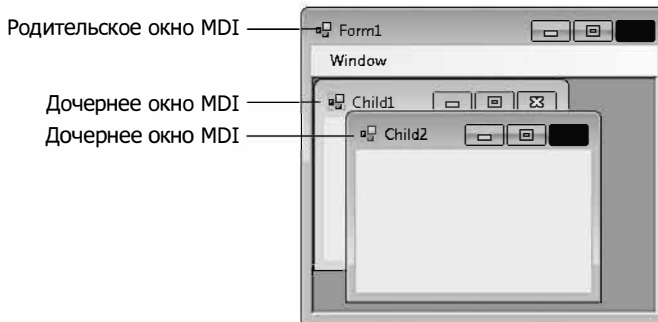 Родительское окно MDI
Form1
Window
Дочернее окно MDI
Child1
Дочернее окно MDI
Child2